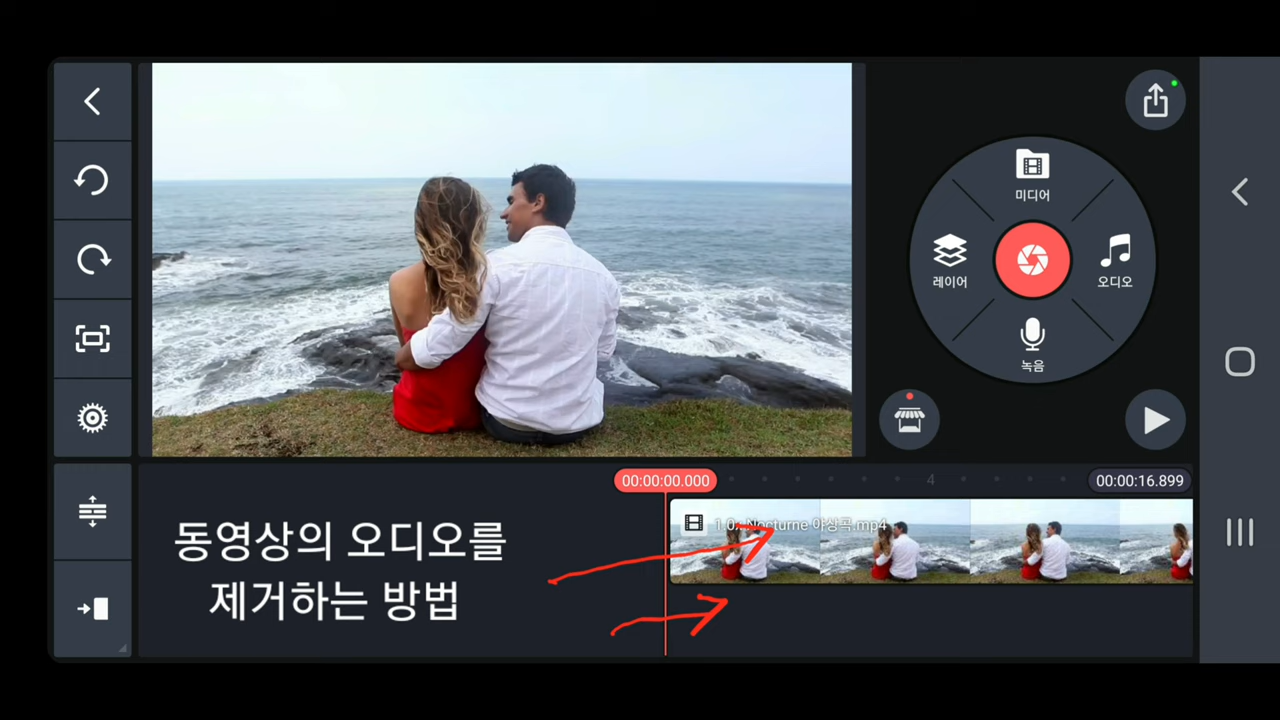 미디어
레이어
오디오
녹음
00:00:00.000
4
00:00:16.899
1.0x Nocturne 야상곡.mp4
동영상의 오디오를
제거하는 방법